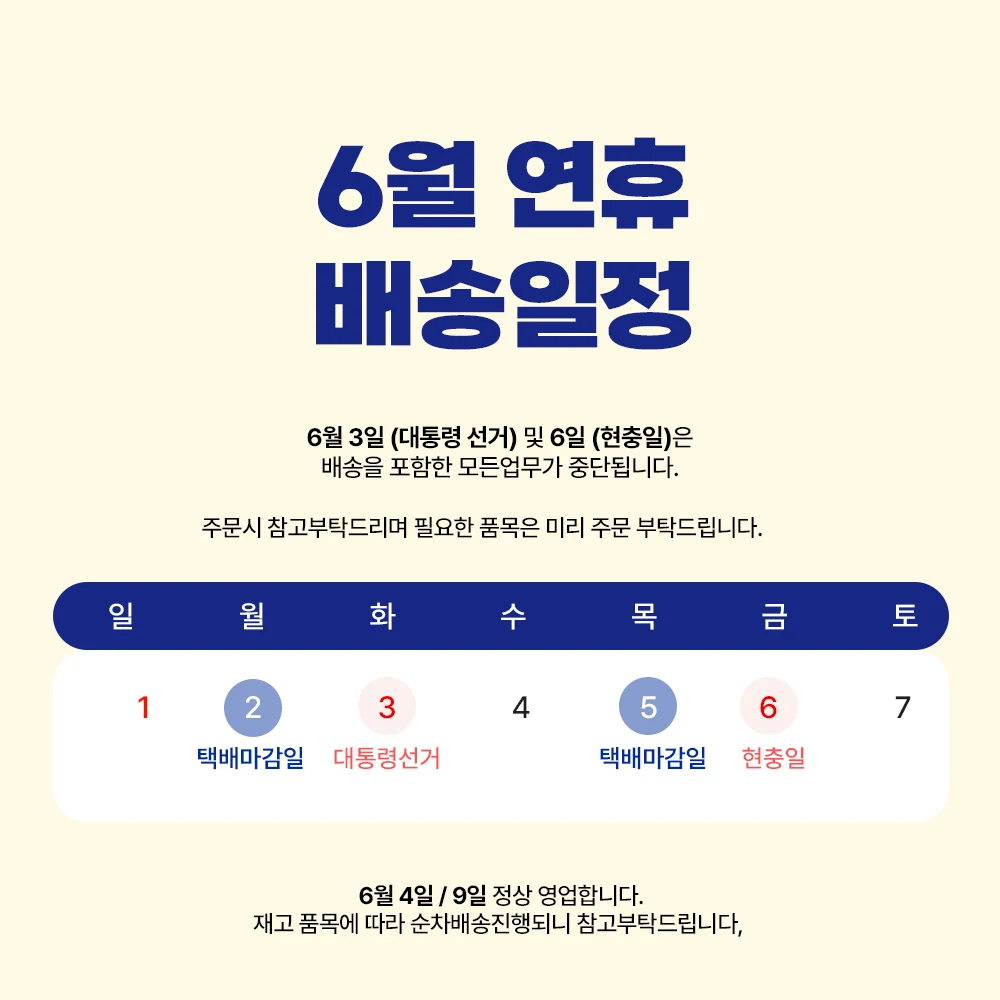 6월 연휴
배송일정
6월 3일 (대통령 선거) 및 6일 (현충일)은
배송을 포함한 모든업무가 중단됩니다.
주문시 참고부탁드리며 필요한 품목은 미리 주문 부탁드립니다.
일 월 화 수 목 금 토
1 2 3 4 5 6 7
택배마감일 대통령선거 택배마감일 현충일
6월 4일 / 9일 정상 영업합니다.
재고 품목에 따라 순차배송진행되니 참고부탁드립니다,